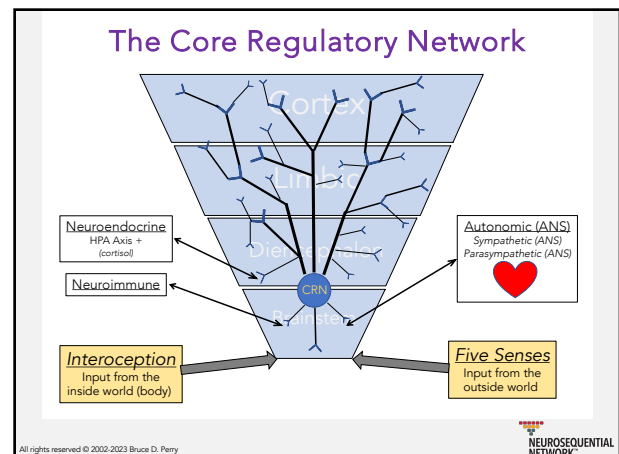 The Core Regulatory Network
Cortex
Limbic
Neuroendocrine
HPA Axis +
(cortisol)
Diencephalon
Autonomic (ANS)
Sympathetic (ANS)
Parasympathetic (ANS)
Neuroimmune
CRN
Brainstem
Interoception
Input from the
inside world (body)
Five Senses
Input from the
outside world
All rights reserved © 2002-2023 Bruce D. Perry
NEUROSEQUENTIAL
NETWORK™